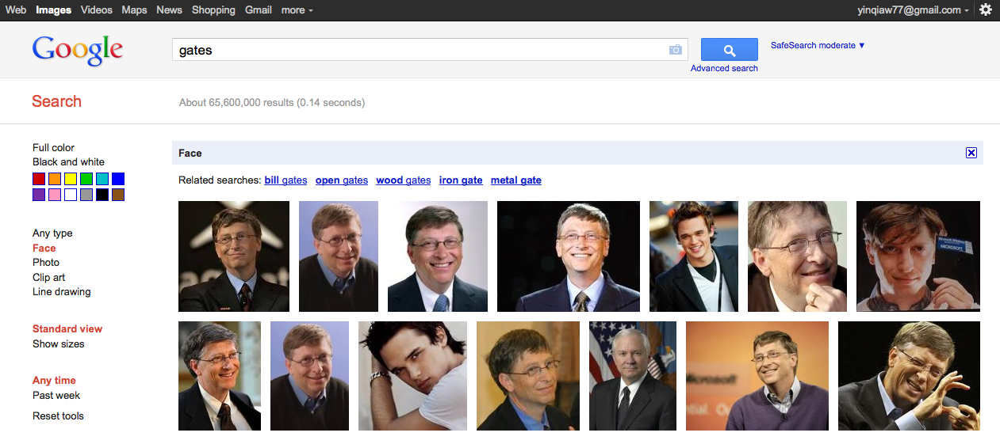 Web Images Videos Maps News Shopping Gmail more
yinqiaw77@gmail.com
Google
gates
SafeSearch moderate ▼
Advanced search
Search
About 65,600,000 results (0.14 seconds)
Full color
Black and white
Any type
Face
Photo
Clip art
Line drawing
Standard view
Show sizes
Any time
Past week
Reset tools
Face
Related searches: bill gates open gates wood gates iron gate metal gate
MICROSOFT
Microsoft